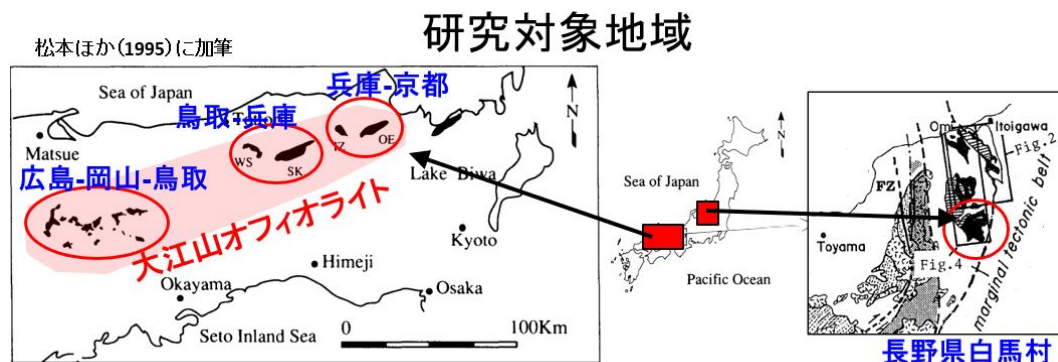 研究対象地域
松本ほか(1995)に加筆
Sea of Japan
兵庫-京都
鳥取-兵庫
N
Matsue
WS
SK
OE
広島-岡山-鳥取
大江山オフィオライト
Lake Biwa
Kyoto
Himeji
Okayama
Osaka
Seto Inland Sea
0
100Km
N
Sea of Japan
Pacific Ocean
N
Omi
Itoigawa
Fig.2
FZ
Toyama
Fig.4
marginal tectonic belt
長野県白馬村